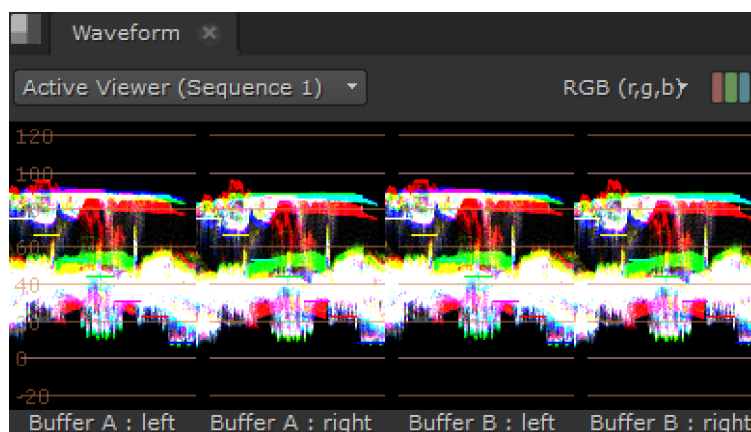 Waveform
Active Viewer (Sequence 1)
RGB (r,g,b)
120
100
80
60
40
20
0
-20
Buffer A : left
Buffer A : right
Buffer B : left
Buffer B : right